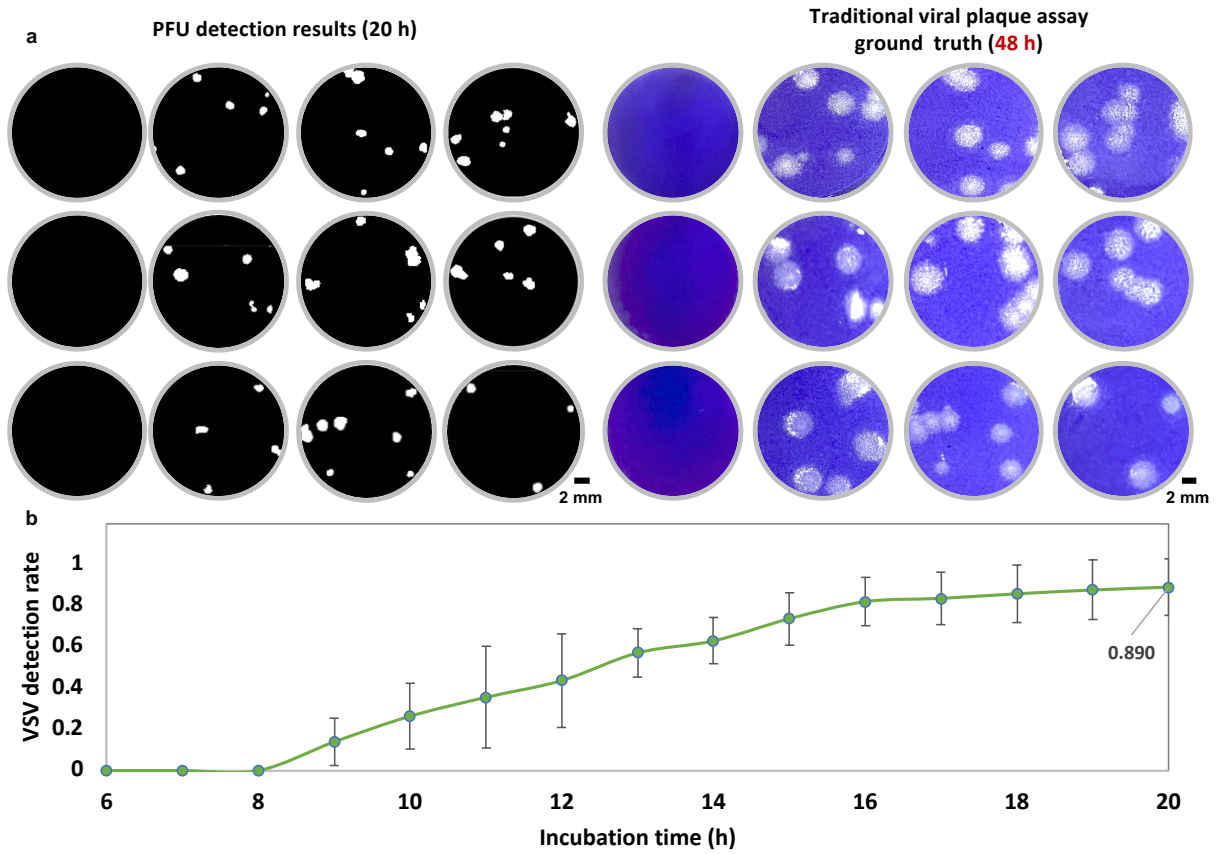 a
PFU detection results (20 h)
Traditional viral plaque assay
ground truth (48 h)
2 mm
2 mm
b
VSV detection rate
1
0.8
0.6
0.4
0.2
0
0.890
6
8
10
12
14
16
18
20
Incubation time (h)